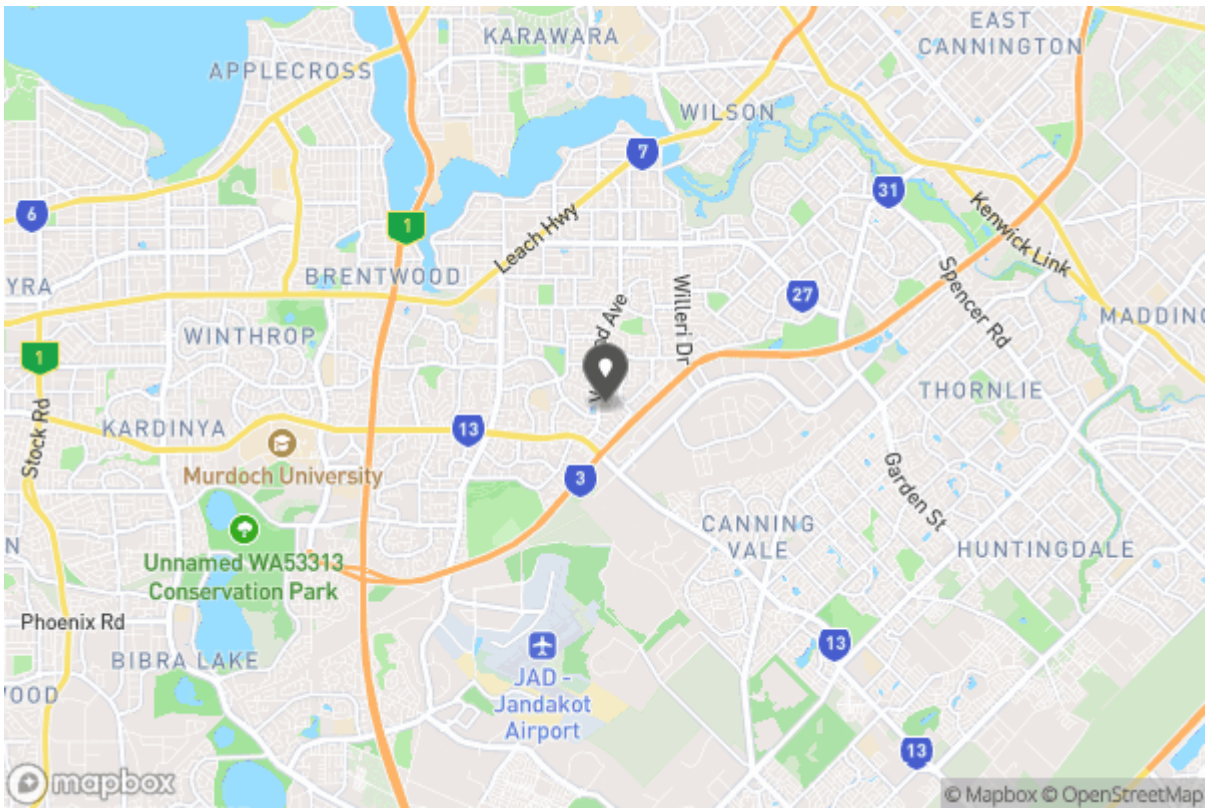 EAST
CANNINGTON
KARAWARA
APPLECROSS
WILSON
7
31
6
1
Leach Hwy
Kenwick Link
BRENTWOOD
Willeri Dr
27
Spencer Rd
YRA
WINTHROP
MADDING
1
THORNLIE
Stock Rd
KARDINYA
13
Murdoch University
3
Garden St
CANNING
VALE
HUNTINGDALE
N
Unnamed WA53313
Conservation Park
Phoenix Rd
13
BIBRA LAKE
JAD -
Jandakot
Airport
OOD
13
mapbox
© Mapbox © OpenStreetMap